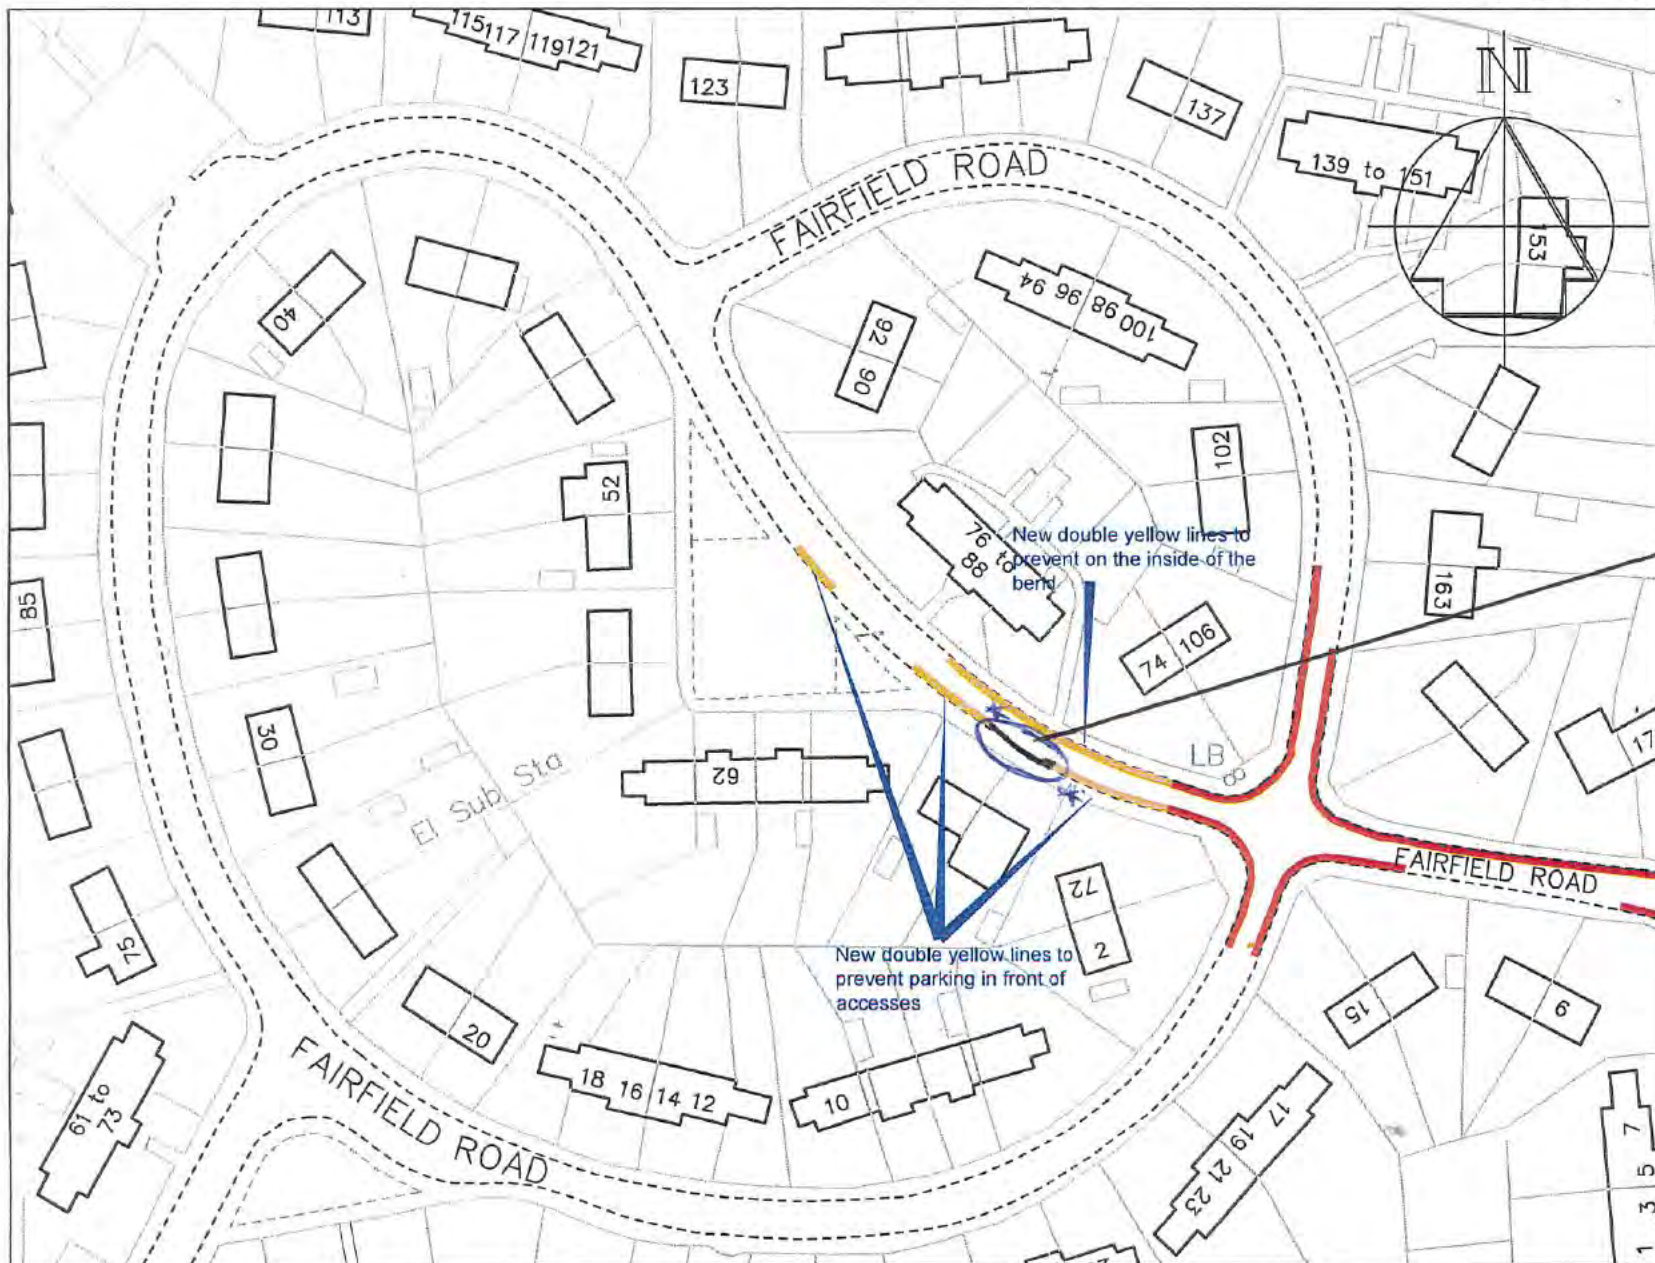 113
115 117 119 121
123
137
139 to 151
N
153
FAIRFIELD ROAD
40
94 96 98 100
92
90
102
52
76 to
88
New double yellow lines to
prevent on the inside of the
bend
163
85
74 106
30
62
El Sub Sta
LB
17
FAIRFIELD ROAD
72
2
75
New double yellow lines to
prevent parking in front of
accesses
20
15
9
FAIRFIELD ROAD
18 16 14 12
10
61 to
73
17
19
21
23
7
5
3
1